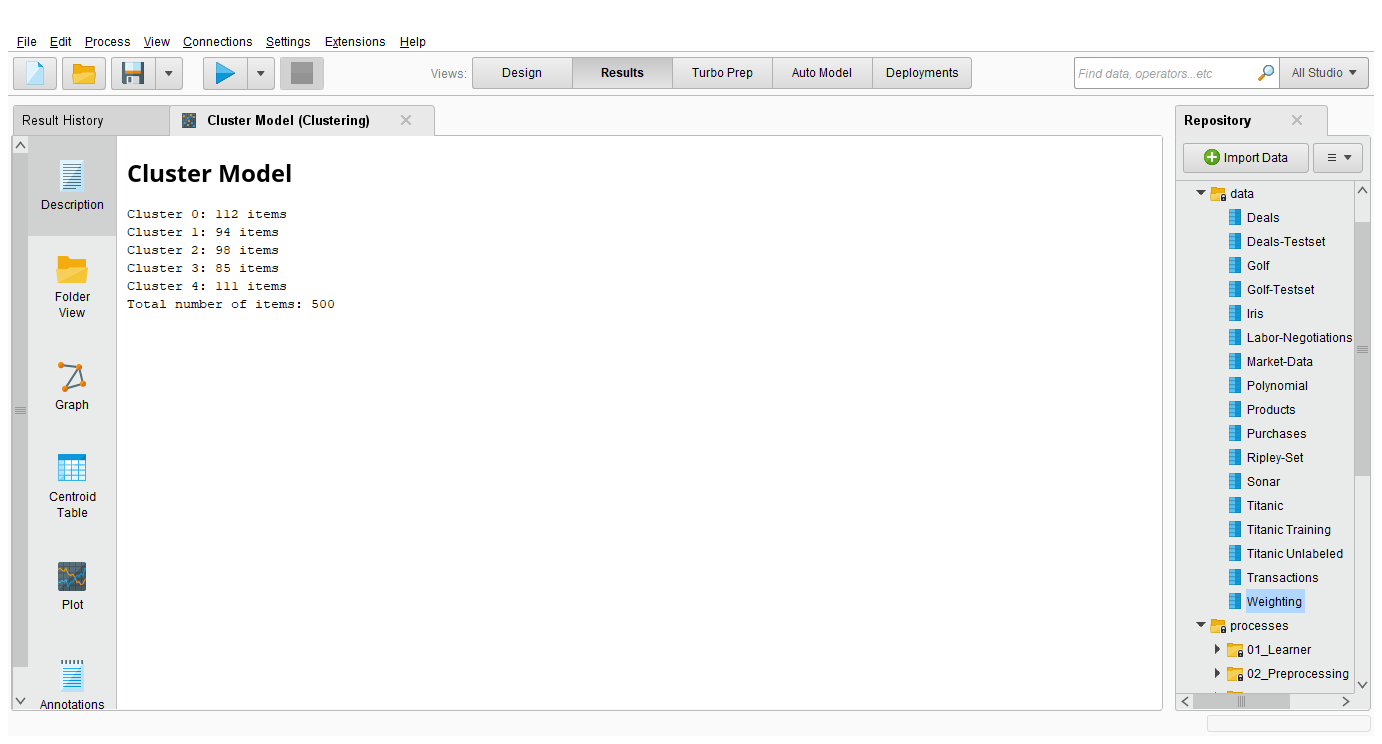 File Edit Process View Connections Settings Extensions Help
Views: Design Results Turbo Prep Auto Model Deployments Find data, operators...etc All Studio
Result History Cluster Model (Clustering)
Description
Folder
View
Graph
Centroid
Table
Plot
Annotations
Cluster Model
Cluster 0: 112 items
Cluster 1: 94 items
Cluster 2: 98 items
Cluster 3: 85 items
Cluster 4: 111 items
Total number of items: 500
Repository
Import Data
data
Deals
Deals-Testset
Golf
Golf-Testset
Iris
Labor-Negotiations
Market-Data
Polynomial
Products
Purchases
Ripley-Set
Sonar
Titanic
Titanic Training
Titanic Unlabeled
Transactions
Weighting
processes
01_Learner
02_Preprocessing